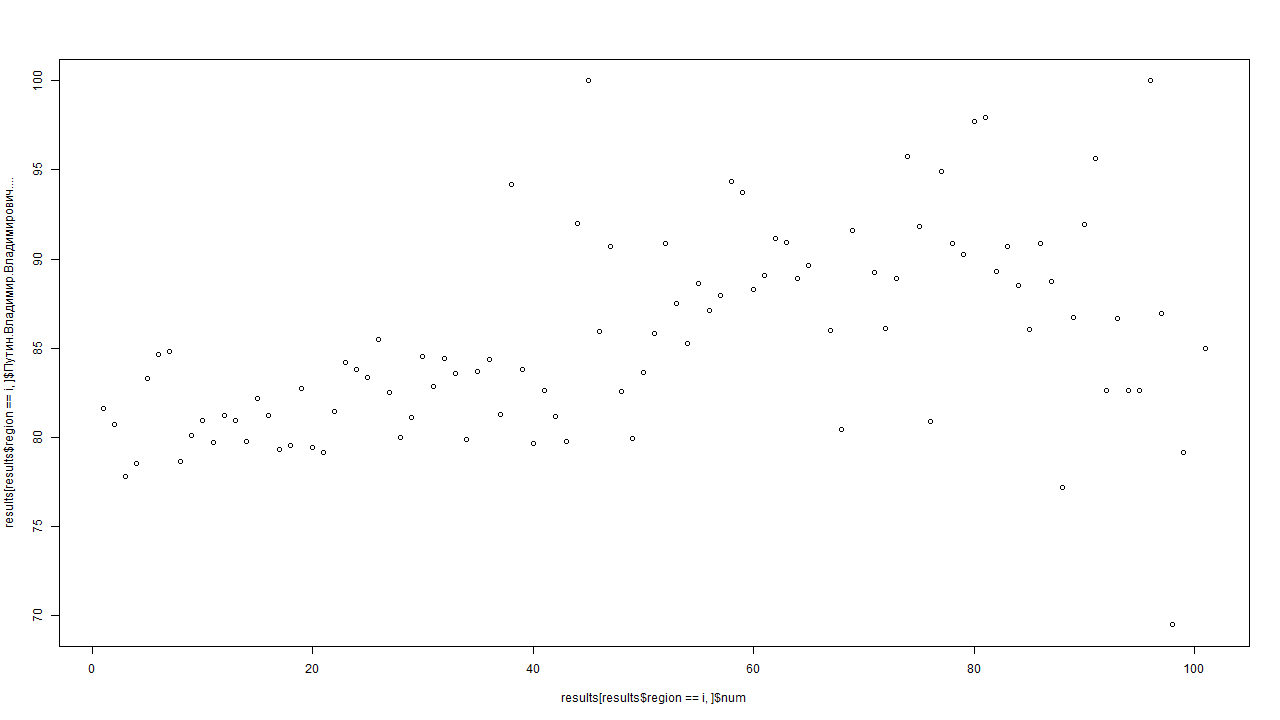 results[results$region == i, ]$Путин.Владимир.Владимирович....
100
95
90
85
80
75
70
0 20 40 60 80 100
results[results$region == i, ]$num